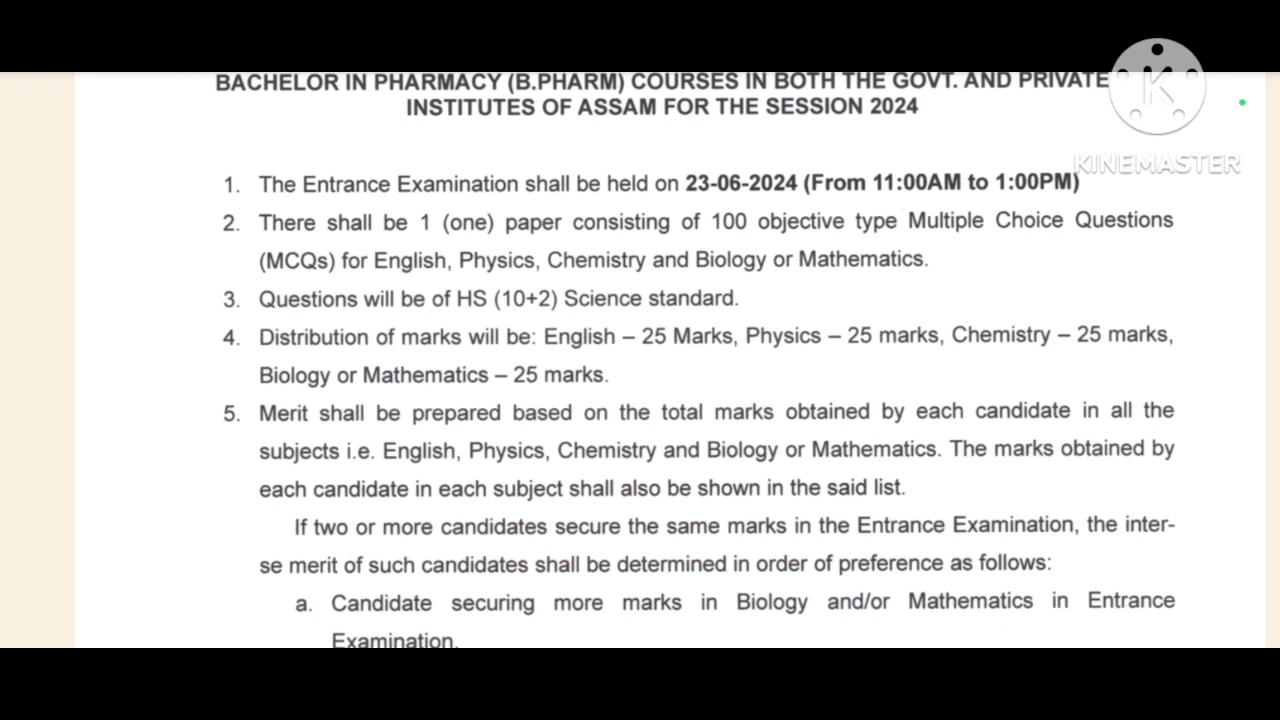 BACHELOR IN PHARMACY (B.PHARM) COURSES IN BOTH THE GOVT. AND PRIVATE
INSTITUTES OF ASSAM FOR THE SESSION 2024
K
KINEMASTER
1. The Entrance Examination shall be held on 23-06-2024 (From 11:00AM to 1:00PM)
2. There shall be 1 (one) paper consisting of 100 objective type Multiple Choice Questions
(MCQs) for English, Physics, Chemistry and Biology or Mathematics.
3. Questions will be of HS (10+2) Science standard.
4. Distribution of marks will be: English – 25 Marks, Physics – 25 marks, Chemistry – 25 marks,
Biology or Mathematics – 25 marks.
5. Merit shall be prepared based on the total marks obtained by each candidate in all the
subjects i.e. English, Physics, Chemistry and Biology or Mathematics. The marks obtained by
each candidate in each subject shall also be shown in the said list.
If two or more candidates secure the same marks in the Entrance Examination, the inter-
se merit of such candidates shall be determined in order of preference as follows:
a. Candidate securing more marks in Biology and/or Mathematics in Entrance
Examination.